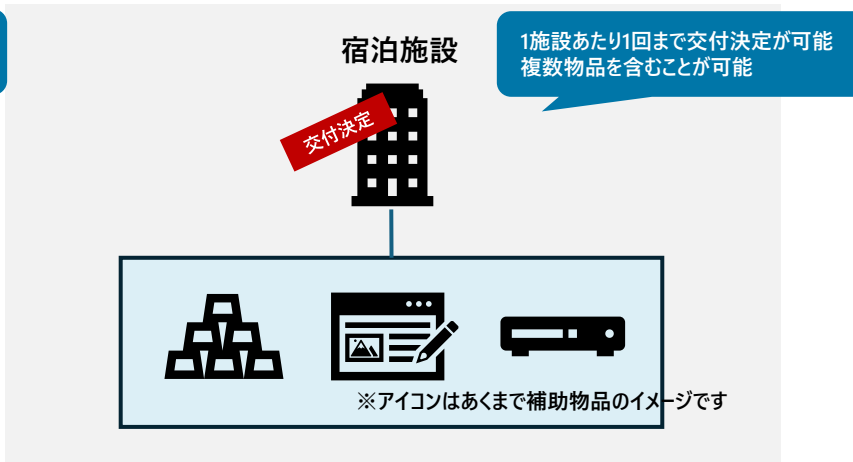 宿泊施設
1施設あたり1回まで交付決定が可能
複数物品を含むことが可能
交付決定
※アイコンはあくまで補助物品のイメージです